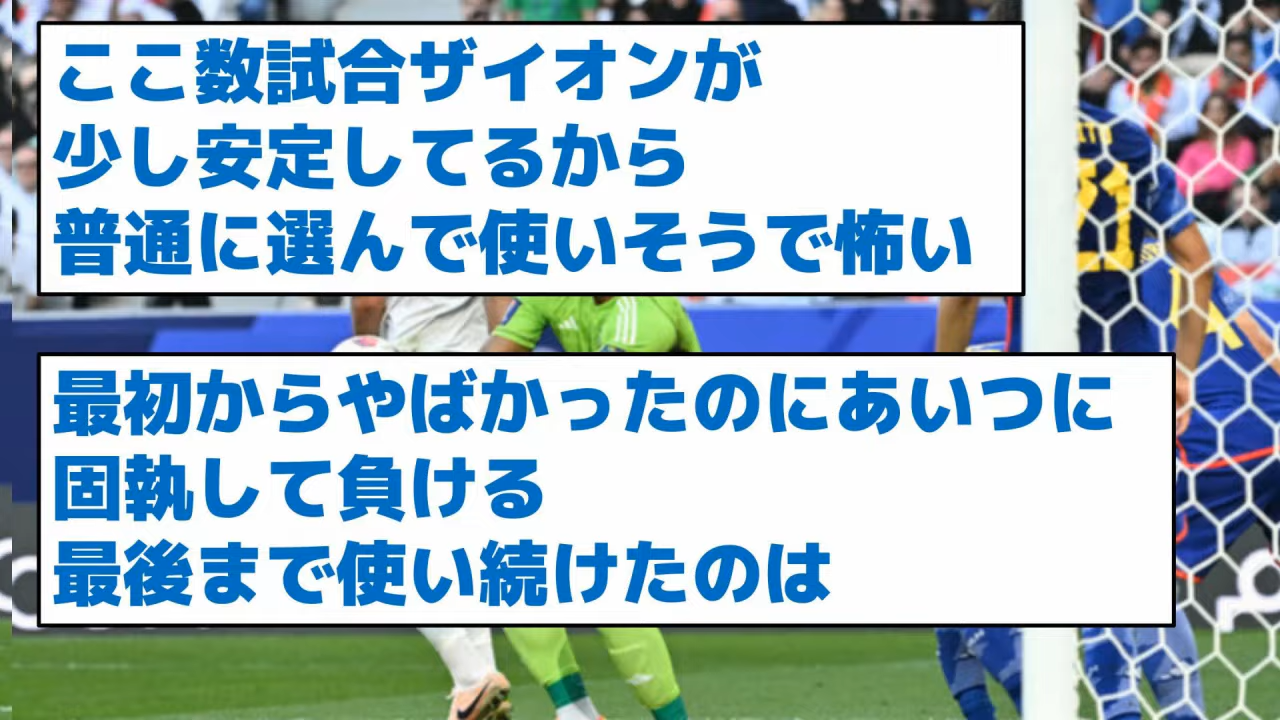 ここ数試合ザイオンが
少し安定してるから
普通に選んで使いそうで怖い
最初からやばかったのにあいつに
固執して負ける
最後まで使い続けたのは
21